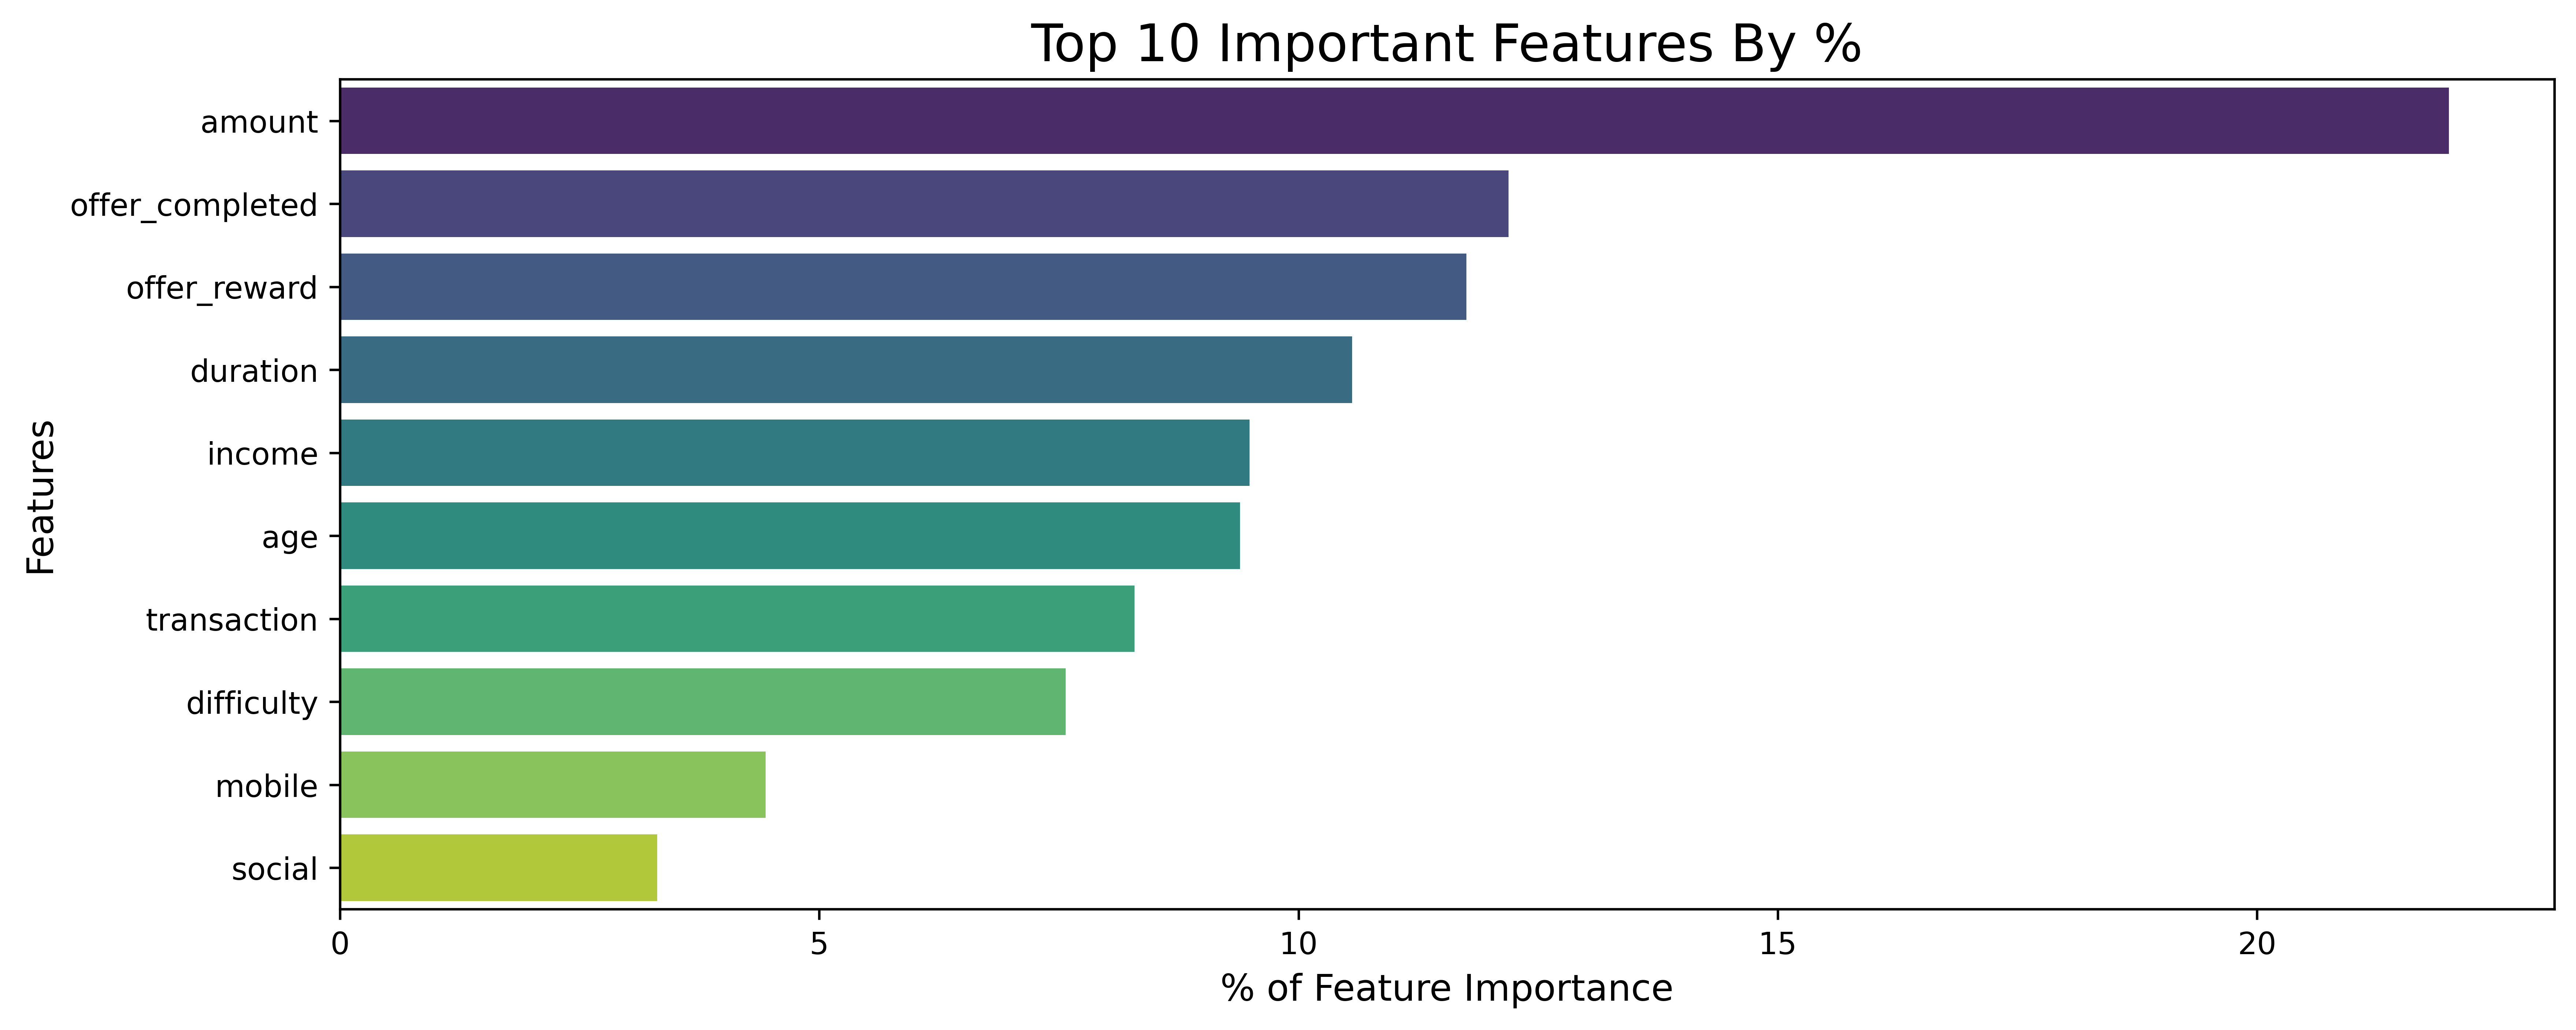 Top 10 Important Features By %
Features
amount
offer_completed
offer_reward
duration
income
age
transaction
difficulty
mobile
social
0 5 10 15 20
% of Feature Importance